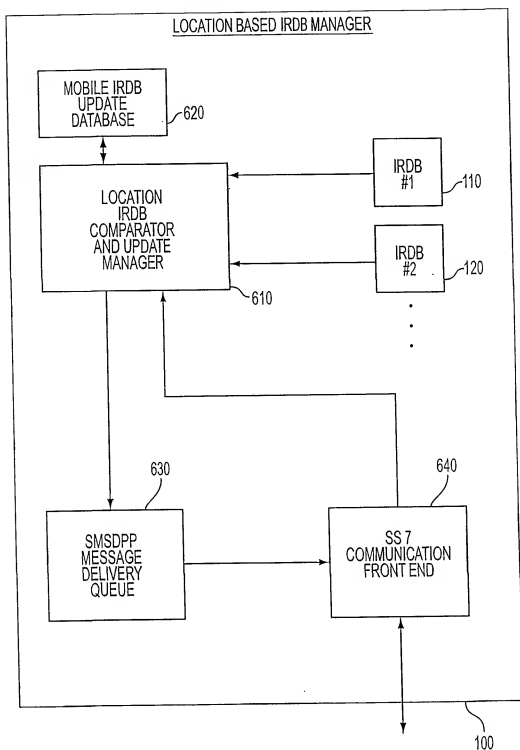 LOCATION BASED IRDB MANAGER
MOBILE IRDB
UPDATE
DATABASE
620
LOCATION
IRDB
COMPARATOR
AND UPDATE
MANAGER
610
IRDB
#1
110
IRDB
#2
120
630
SMSDPP
MESSAGE
DELIVERY
QUEUE
640
SS 7
COMMUNICATION
FRONT END
100